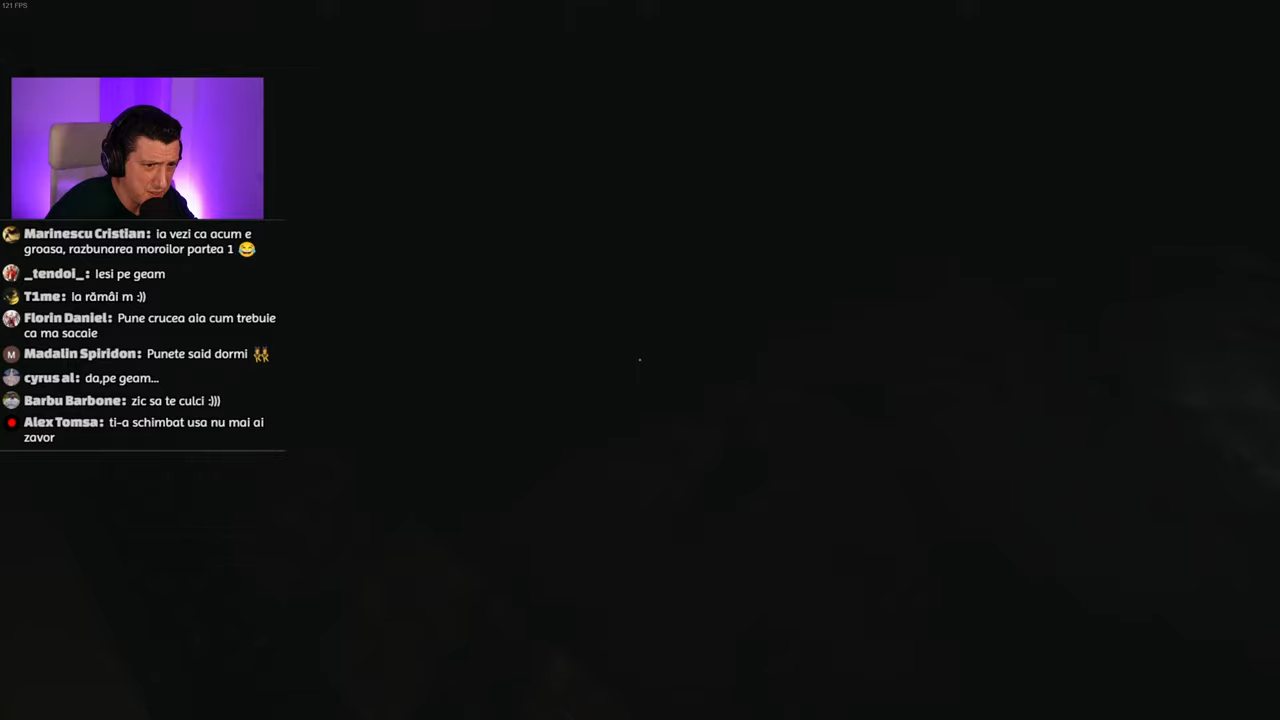 121 FPS
Marinescu Cristian: ia vezi ca acum e
groasa, razbunarea moroilor partea 1 😂
_tendoi_: Iesi pe geam
T1me: Ia rămâi m :))
Florin Daniel: Pune crucea aia cum trebuie
ca ma sacaie
M Madalin Spiridon: Punete said dormi 👯
cyrus al: da,pe geam...
Barbu Barbone: zic sa te culci :)))
Alex Tomsa: ti-a schimbat usa nu mai ai
zavor